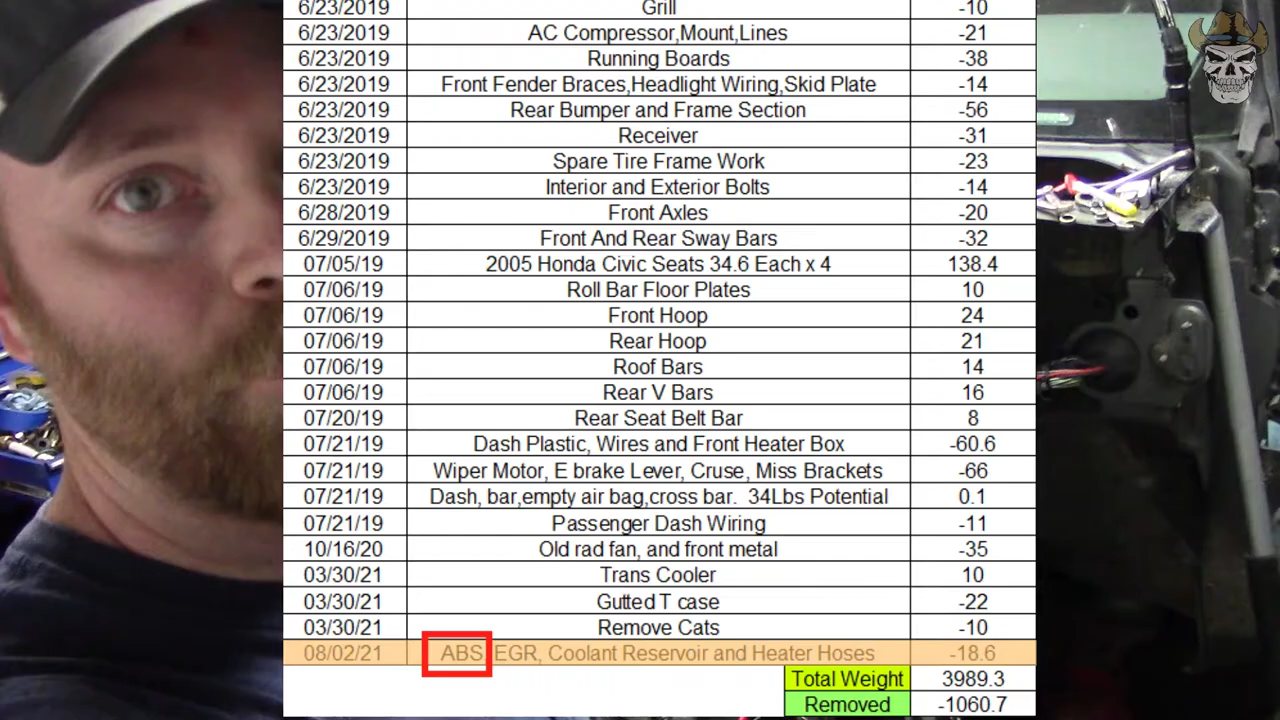 6/23/2019 Grill -10
6/23/2019 AC Compressor,Mount,Lines -21
6/23/2019 Running Boards -38
6/23/2019 Front Fender Braces,Headlight Wiring,Skid Plate -14
6/23/2019 Rear Bumper and Frame Section -56
6/23/2019 Receiver -31
6/23/2019 Spare Tire Frame Work -23
6/23/2019 Interior and Exterior Bolts -14
6/28/2019 Front Axles -20
6/29/2019 Front And Rear Sway Bars -32
07/05/19 2005 Honda Civic Seats 34.6 Each x 4 138.4
07/06/19 Roll Bar Floor Plates 10
07/06/19 Front Hoop 24
07/06/19 Rear Hoop 21
07/06/19 Roof Bars 14
07/06/19 Rear V Bars 16
07/20/19 Rear Seat Belt Bar 8
07/21/19 Dash Plastic, Wires and Front Heater Box -60.6
07/21/19 Wiper Motor, E brake Lever, Cruse, Miss Brackets -66
07/21/19 Dash, bar,empty air bag,cross bar. 34Lbs Potential 0.1
07/21/19 Passenger Dash Wiring -11
10/16/20 Old rad fan, and front metal -35
03/30/21 Trans Cooler 10
03/30/21 Gutted T case -22
03/30/21 Remove Cats -10
08/02/21 ABS, EGR, Coolant Reservoir and Heater Hoses -18.6
Total Weight 3989.3
Removed -1060.7